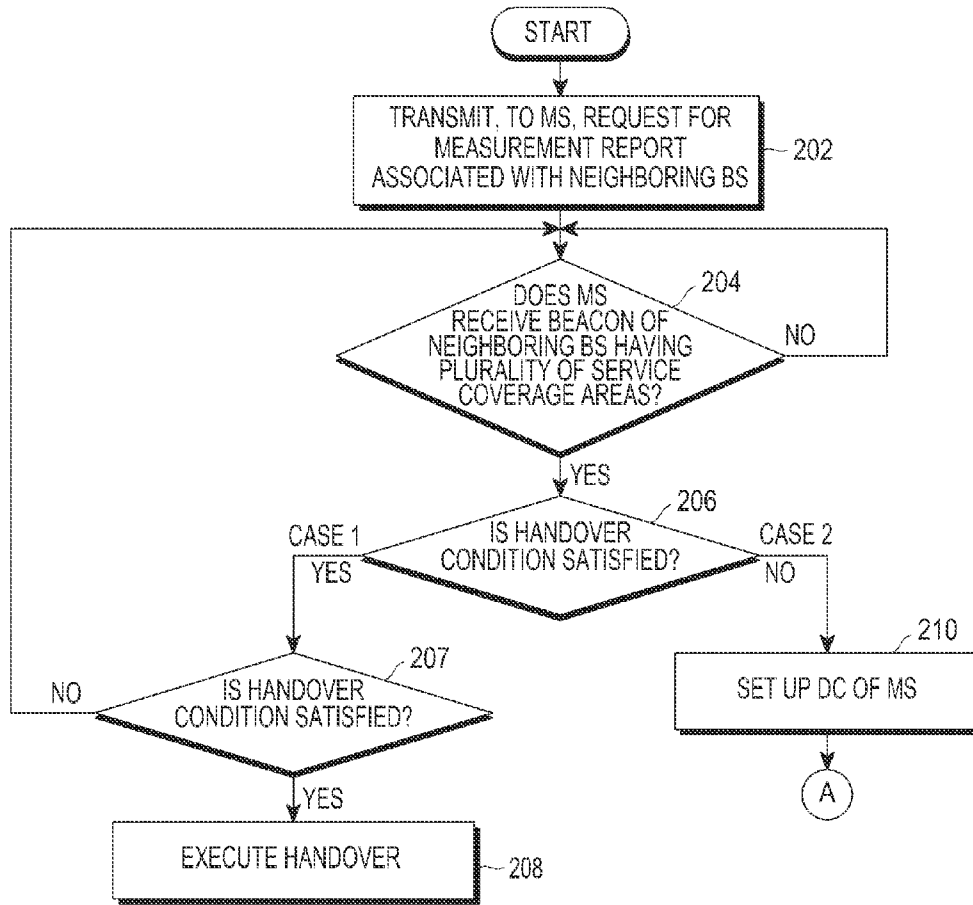 START
TRANSMIT, TO MS, REQUEST FOR
MEASUREMENT REPORT
ASSOCIATED WITH NEIGHBORING BS
202
DOES MS
RECEIVE BEACON OF
NEIGHBORING BS HAVING
PLURALITY OF SERVICE
COVERAGE AREAS?
204
NO
YES
206
CASE 1
YES
IS HANDOVER
CONDITION SATISFIED?
CASE 2
NO
207
NO
IS HANDOVER
CONDITION SATISFIED?
210
SET UP DC OF MS
YES
A
EXECUTE HANDOVER
208